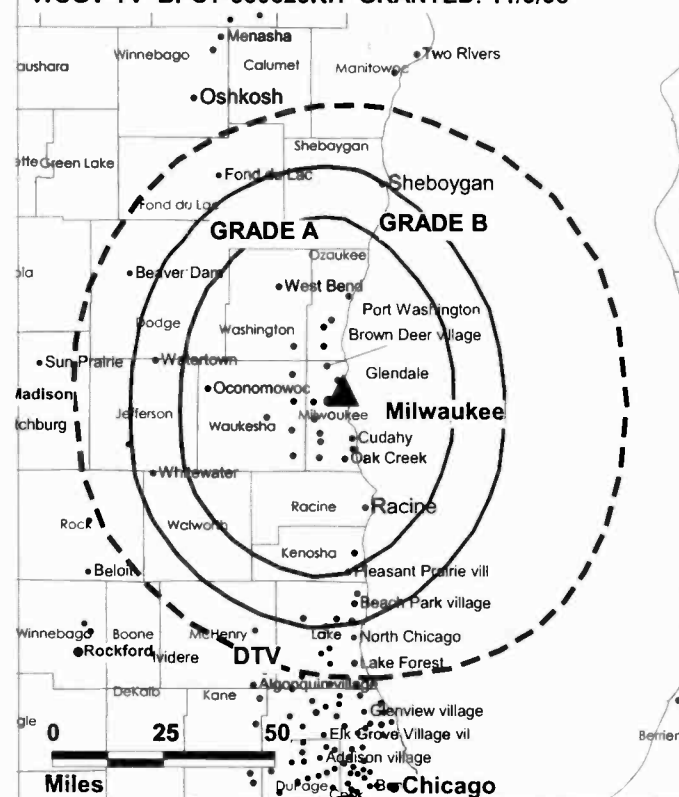 Menasha
Winnebago
Two Rivers
aushara
Calumet
Manitowoc
Oshkosh
Shebaygan
Green Lake
Fond du Lac
Sheboygan
Fond du Lac
GRADE A
GRADE B
Ozaukee
Beaver Dam
West Bend
Port Washington
Dodge
Washington
Brown Deer village
Sun Prairie
Watertown
Glendale
Madison
Oconomowoc
Milwaukee
Milwaukee
Jefferson
tchburg
Waukesha
Cudahy
Oak Creek
Whitewater
Racine
Racine
Rock
Walworth
Kenosha
Beloit
Pleasant Prairie vill
Beach Park village
Winnebago
Boone
McHenry
Lake
North Chicago
Rockford
lvidere
DTV
Lake Forest
Algonquin village
DeKalb
Kane
Glenview village
gle
0 25 50
Elk Grove Village vil
Berrien
Addison village
Miles
DuPage
Chicago